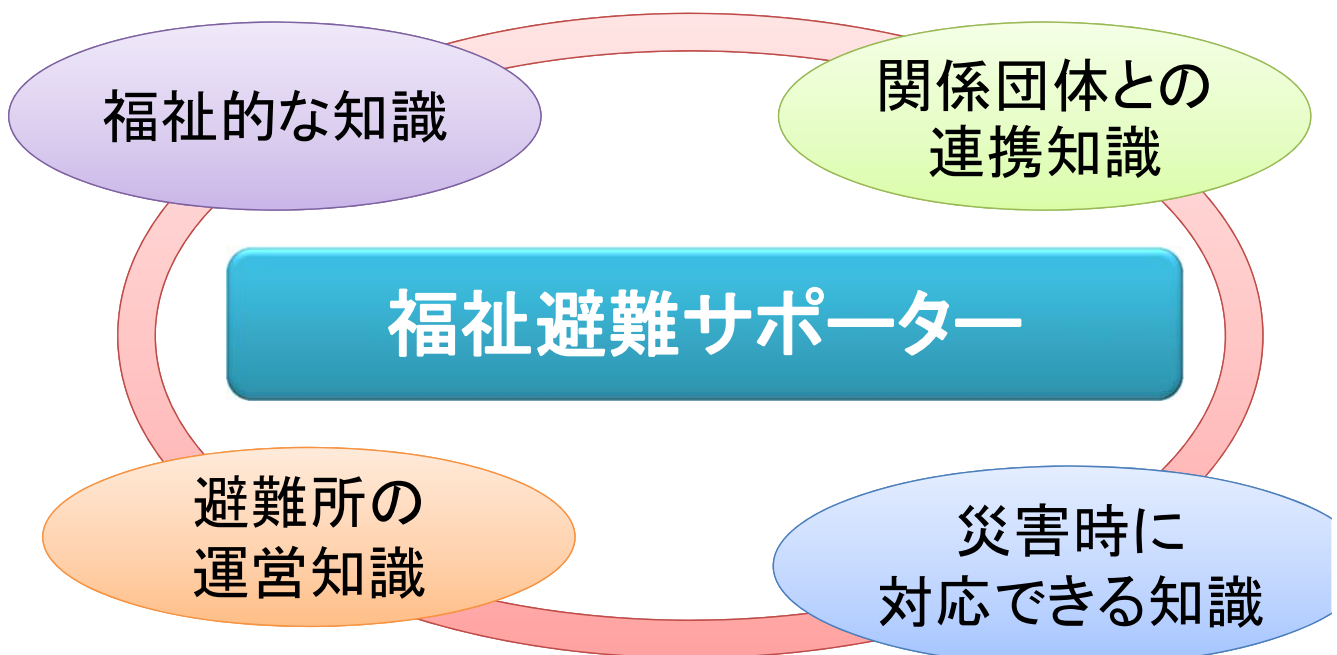 福祉的な知識
関係団体との
連携知識
福祉避難サポーター
避難所の
運営知識
災害時に
対応できる知識